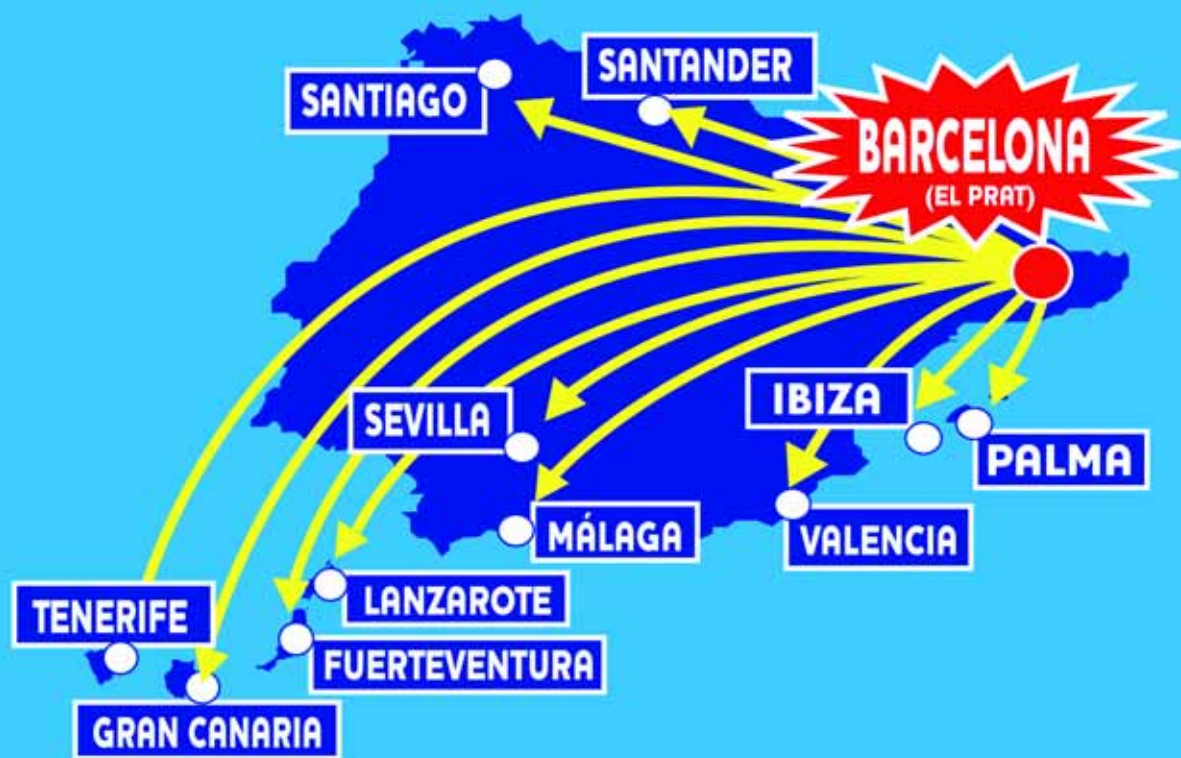 SANTANDER
SANTIAGO
BARCELONA
(EL PRAT)
IBIZA
SEVILLA
PALMA
MÁLAGA
VALENCIA
LANZAROTE
TENERIFE
FUERTEVENTURA
GRAN CANARIA